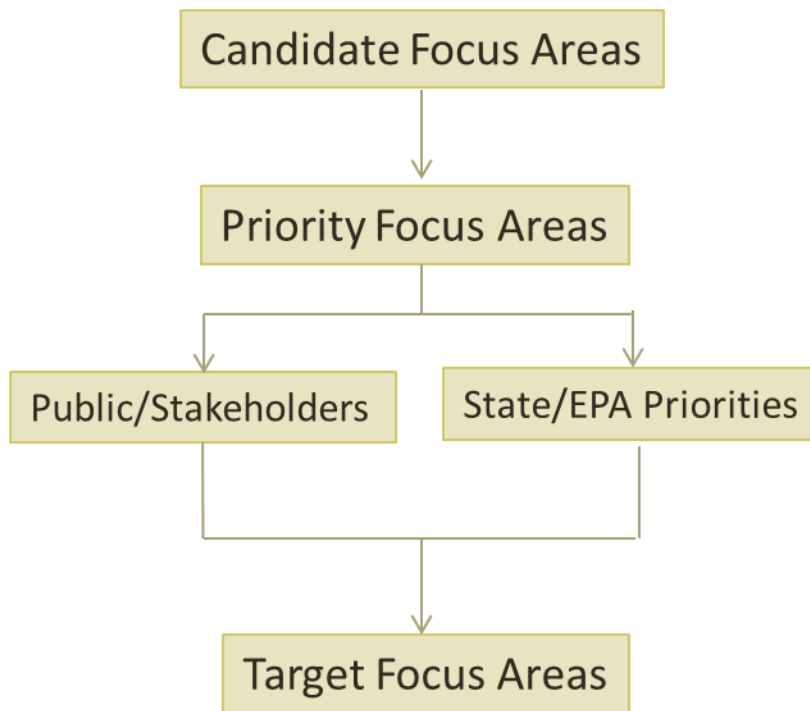 Candidate Focus Areas
Priority Focus Areas
Public/Stakeholders
State/EPA Priorities
Target Focus Areas